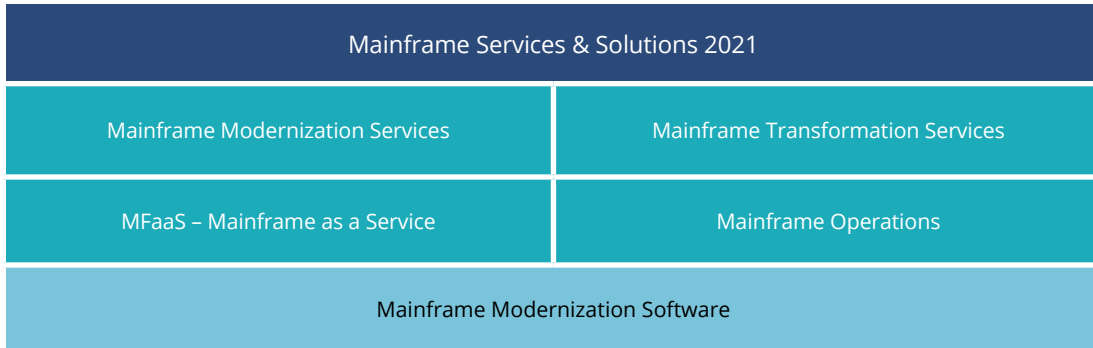 Mainframe Services & Solutions 2021
Mainframe Modernization Services
Mainframe Transformation Services
MFaaS – Mainframe as a Service
Mainframe Operations
Mainframe Modernization Software